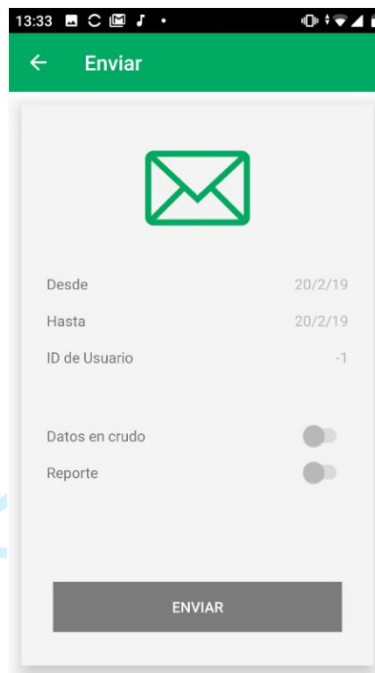 13:33
Enviar
Desde 20/2/19
Hasta 20/2/19
ID de Usuario -1
Datos en crudo
Reporte
ENVIAR